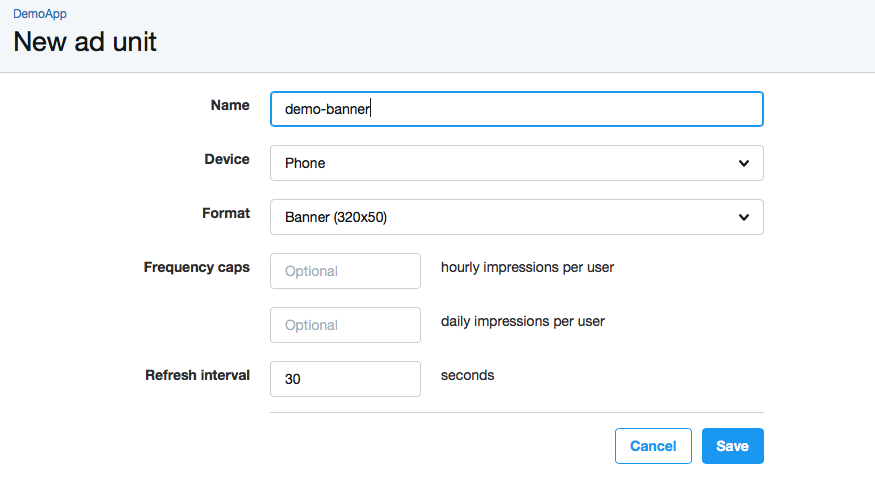 DemoApp
New ad unit
Name demo-banner
Device Phone
Format Banner (320x50)
Frequency caps Optional hourly impressions per user
Optional daily impressions per user
Refresh interval 30 seconds
Cancel Save